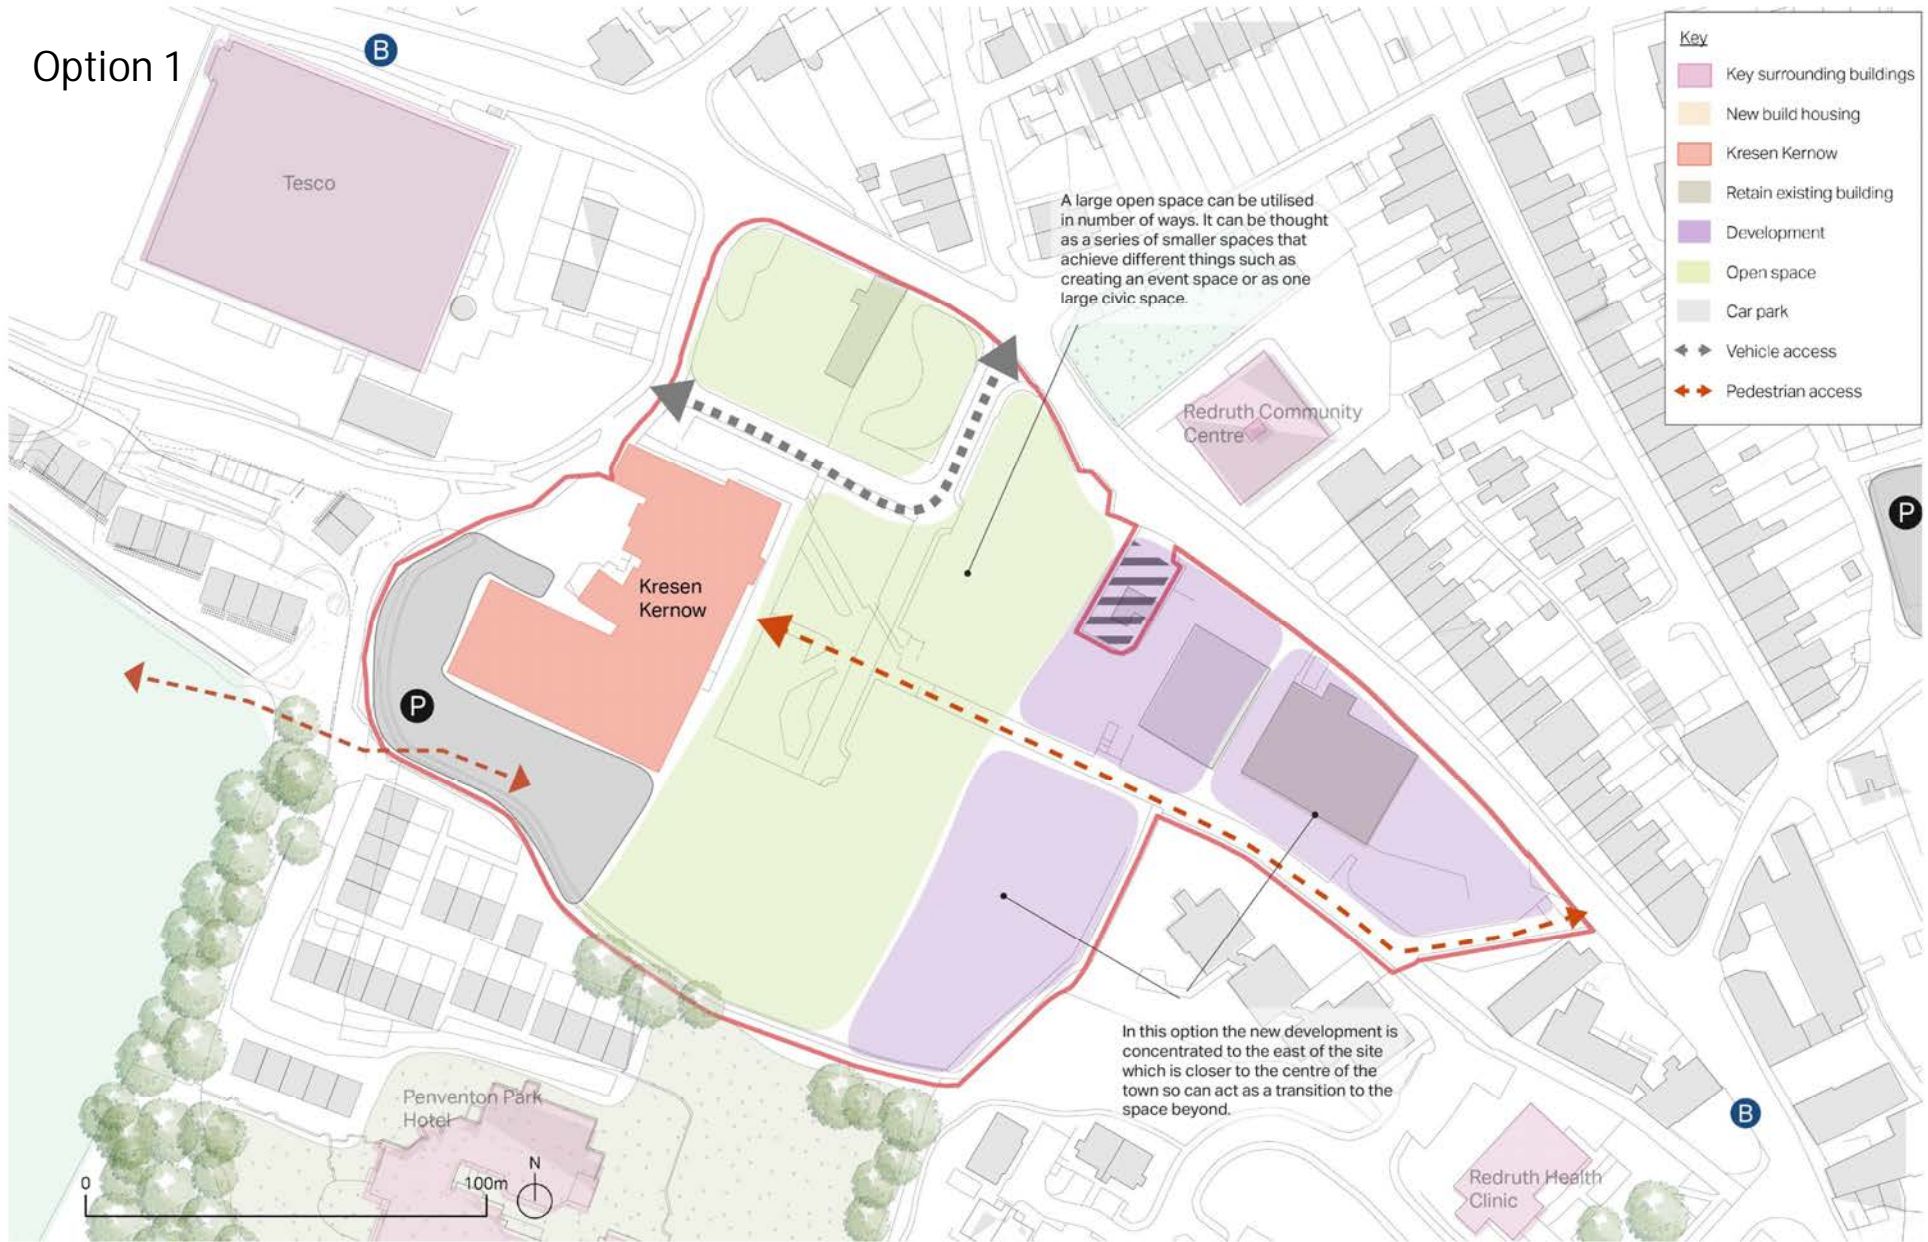 Option 1
B
Tesco
A large open space can be utilised
in number of ways. It can be thought
as a series of smaller spaces that
achieve different things such as
creating an event space or as one
large civic space.
Key
Key surrounding buildings
New build housing
Kresen Kernow
Retain existing building
Development
Open space
Car park
Vehicle access
Pedestrian access
Redruth Community
Centre
P
Kresen
Kernow
P
In this option the new development is
concentrated to the east of the site
which is closer to the centre of the
town so can act as a transition to the
space beyond.
Penventon Park
Hotel
B
Redruth Health
Clinic
0
100m
N